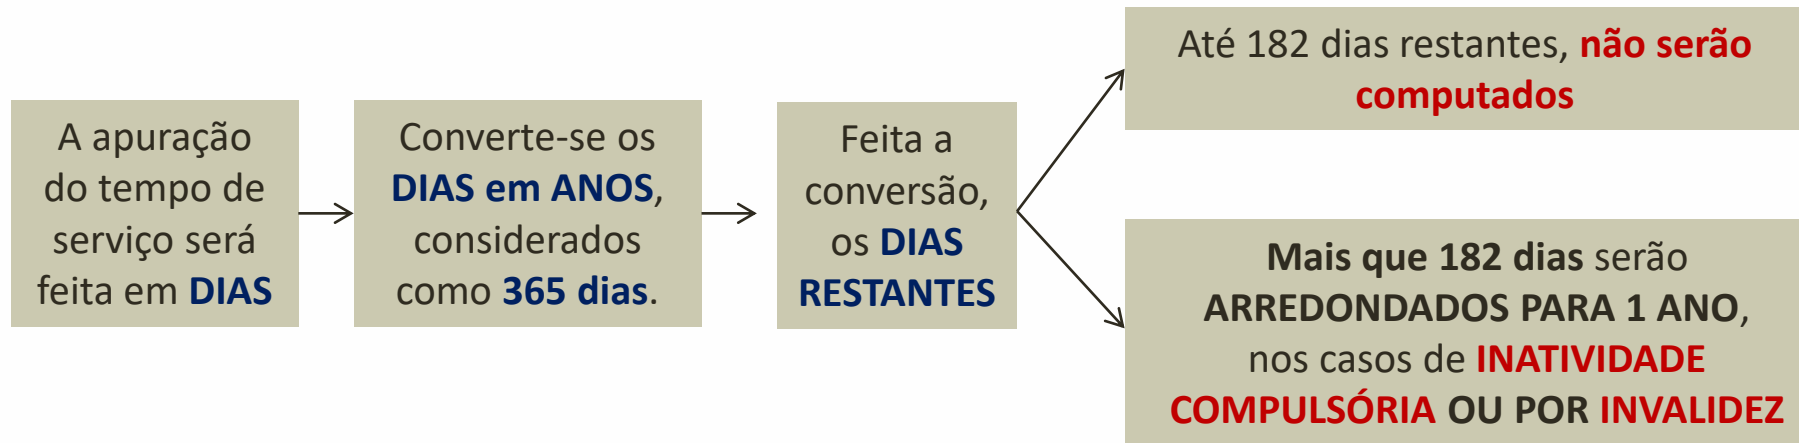 A apuração
do tempo de
serviço será
feita em DIAS
Converte-se os
DIAS em ANOS,
considerados
como 365 dias.
Feita a
conversão,
os DIAS
RESTANTES
Até 182 dias restantes, não serão
computados
Mais que 182 dias serão
ARREDONDADOS PARA 1 ANO,
nos casos de INATIVIDADE
COMPULSÓRIA OU POR INVALIDEZ